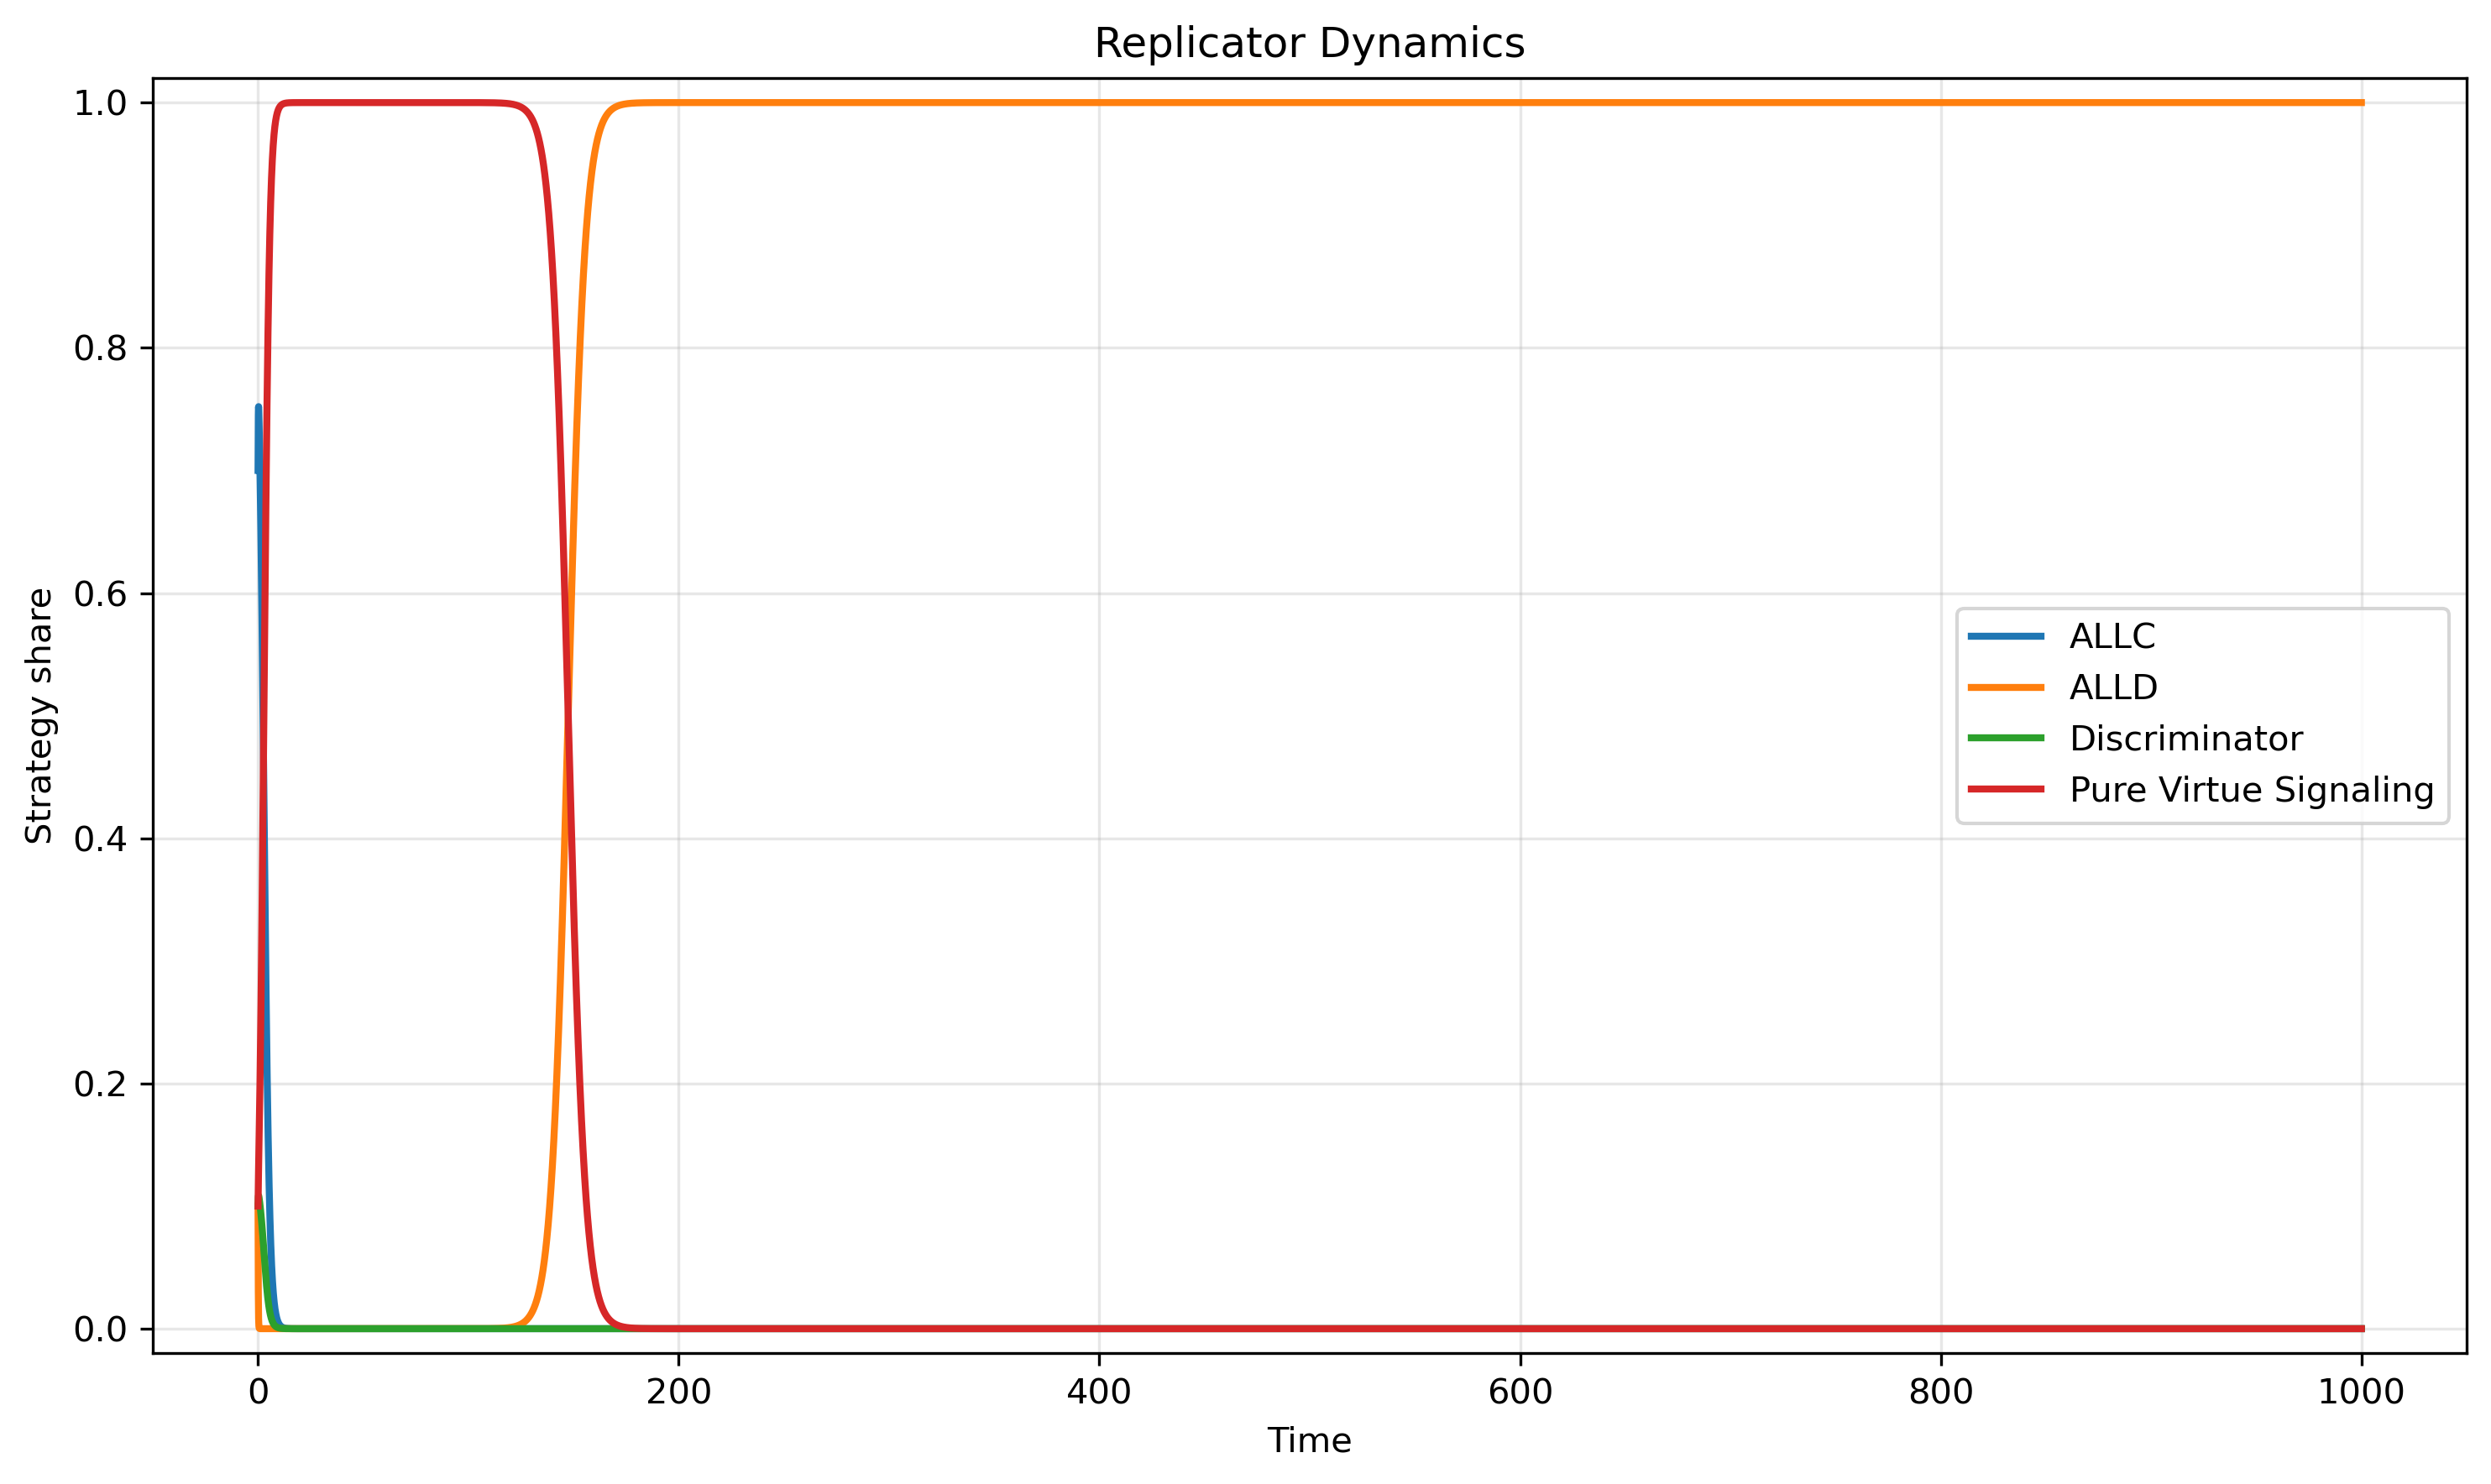 Replicator Dynamics
1.0
0.8
0.6
0.4
0.2
0.0
Strategy share
ALLC
ALLD
Discriminator
Pure Virtue Signaling
0 200 400 600 800 1000
Time